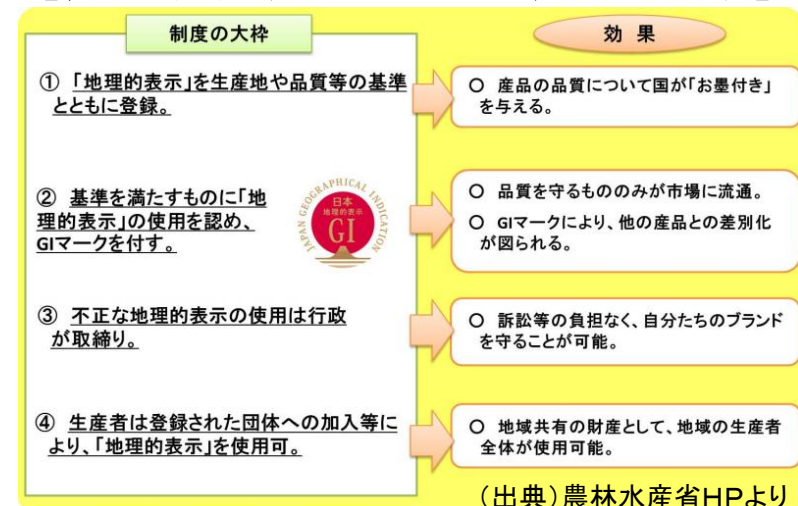 制度の大枠
効 果
① 「地理的表示」を生産地や品質等の基準
とともに登録。
○ 産品の品質について国が「お墨付き」
を与える。
② 基準を満たすものに「地
理的表示」の使用を認め、
GIマークを付す。
JAPAN GEOGRAPHICAL INDICATION
日本
地理的表示
GI
○ 品質を守るもののみが市場に流通。
○ GIマークにより、他の産品との差別化
が図られる。
③ 不正な地理的表示の使用は行政
が取締り。
○ 訴訟等の負担なく、自分たちのブランド
を守ることが可能。
④ 生産者は登録された団体への加入等に
より、「地理的表示」を使用可。
○ 地域共有の財産として、地域の生産者
全体が使用可能。
(出典)農林水産省HPより